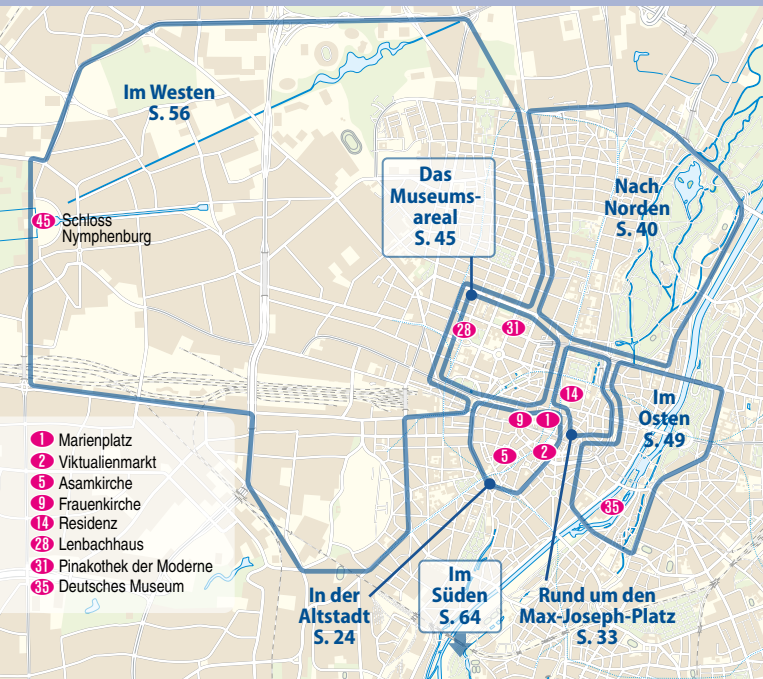 Im Westen
S. 56
Das
Museums-
areal
S. 45
Nach
Norden
S. 40
45 Schloss
Nymphenburg
28
31
14
Im
Osten
S. 49
9
1
2
5
35
1 Marienplatz
2 Viktualienmarkt
5 Asamkirche
9 Frauenkirche
14 Residenz
28 Lenbachhaus
31 Pinakothek der Moderne
35 Deutsches Museum
In der
Altstadt
S. 24
Im
Süden
S. 64
Rund um den
Max-Joseph-Platz
S. 33